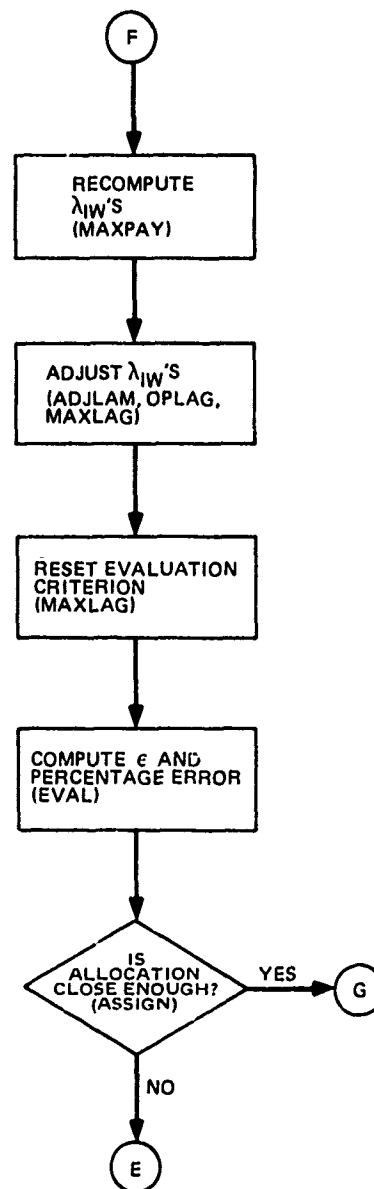 F
RECOMPUTE
λIW'S
(MAXPAY)
ADJUST λIW'S
(ADJLAM, OPLAG,
MAXLAG)
RESET EVALUATION
CRITERION
(MAXLAG)
COMPUTE ϵ AND
PERCENTAGE ERROR
(EVAL)
IS
ALLOCATION
CLOSE ENOUGH?
(ASSIGN)
YES
G
NO
E